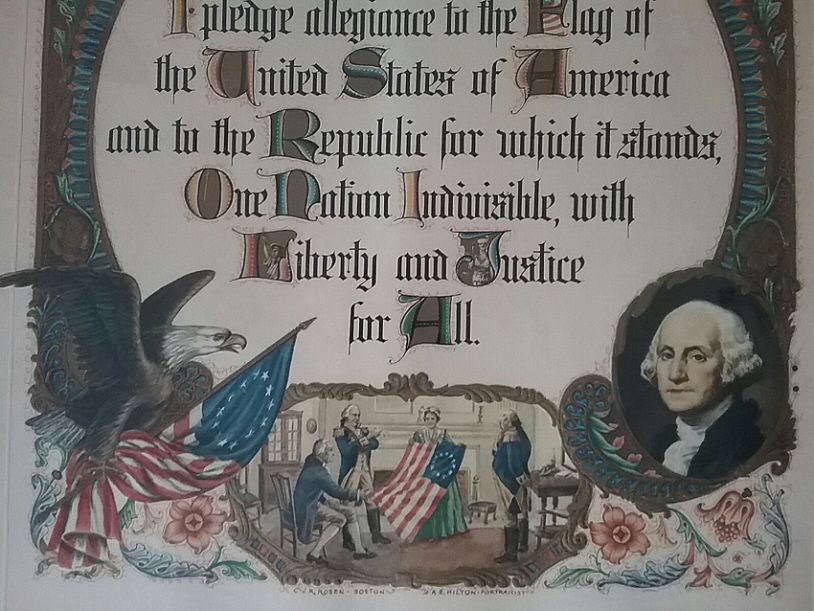 I pledge allegiance to the Flag of
the United States of America
and to the Republic for which it stands,
One Nation Indivisible, with
Liberty and Justice
for All.
R. ROSEN - BOSTON A.E. HILTON - PORTRAITIST